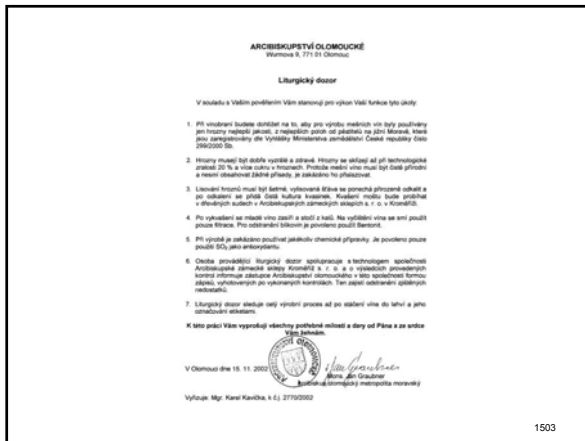 ARCIBISKUPSTVÍ OLOMOUCKÉ
Wurmova 9, 771 01 Olomouc
Liturgický dozor
V souladu s Vaším pověřením Vám stanovuji pro výkon Vaší funkce tyto úkoly:
1. Při vinobraní budete dohlížet na to, aby pro výrobu mešních vín byly používány
jen hrozny nejlepší jakosti, z nejlepších poloh od pěstitelů na jižní Moravě, které
jsou zaregistrovány dle Vyhlášky Ministerstva zemědělství České republiky číslo
299/2000 Sb.
2. Hrozny musejí být dobře vyzrálé a zdravé. Hrozny se sklízejí až při technologické
zralosti 20 % a více cukru v hroznech. Protože mešní víno musí být čistě přírodní
a nesmí obsahovat žádné přísady, je zakázáno ho přislazovat.
3. Lisování hroznů musí být šetrné, vylisovaná šťáva se ponechá přirozeně odkalit a
po odkalení se přidá čistá kultura kvasinek. Kvašení moštu bude probíhat
v dřevěných sudech v Arcibiskupských zámeckých sklepích s. r. o. v Kroměříži.
4. Po vykvašení se mladé víno zasíří a stočí z kalů. Na vyčištění vína se smí použít
pouze filtrace. Pro odstranění bílkovin je povoleno použít Bentonit.
5. Při výrobě je zakázáno používat jakékoliv chemické přípravky. Je povoleno pouze
použití SO₂ jako antioxydantu.
6. Osoba provádějící liturgický dozor spolupracuje s technologem společnosti
Arcibiskupské zámecké sklepy Kroměříž s. r. o. a o výsledcích provedených
kontrol informuje zástupce Arcibiskupství olomouckého v této společnosti formou
zápisů, vyhotovených po vykonaných kontrolách. Ten zajistí odstranění zjištěných
nedostatků.
7. Liturgický dozor sleduje celý výrobní proces až po stáčení vína do lahví a jeho
označování etiketami.
K této práci Vám vyprošuji všechny potřebné milosti a dary od Pána a ze srdce
Vám žehnám.
V Olomouci dne 15. 11. 2002
Jan Graubner
Mons. Jan Graubner
Arcibiskup olomoucký metropolita moravský
Vyřizuje: Mgr. Karel Kavička, k č.j. 2770/2002
1503